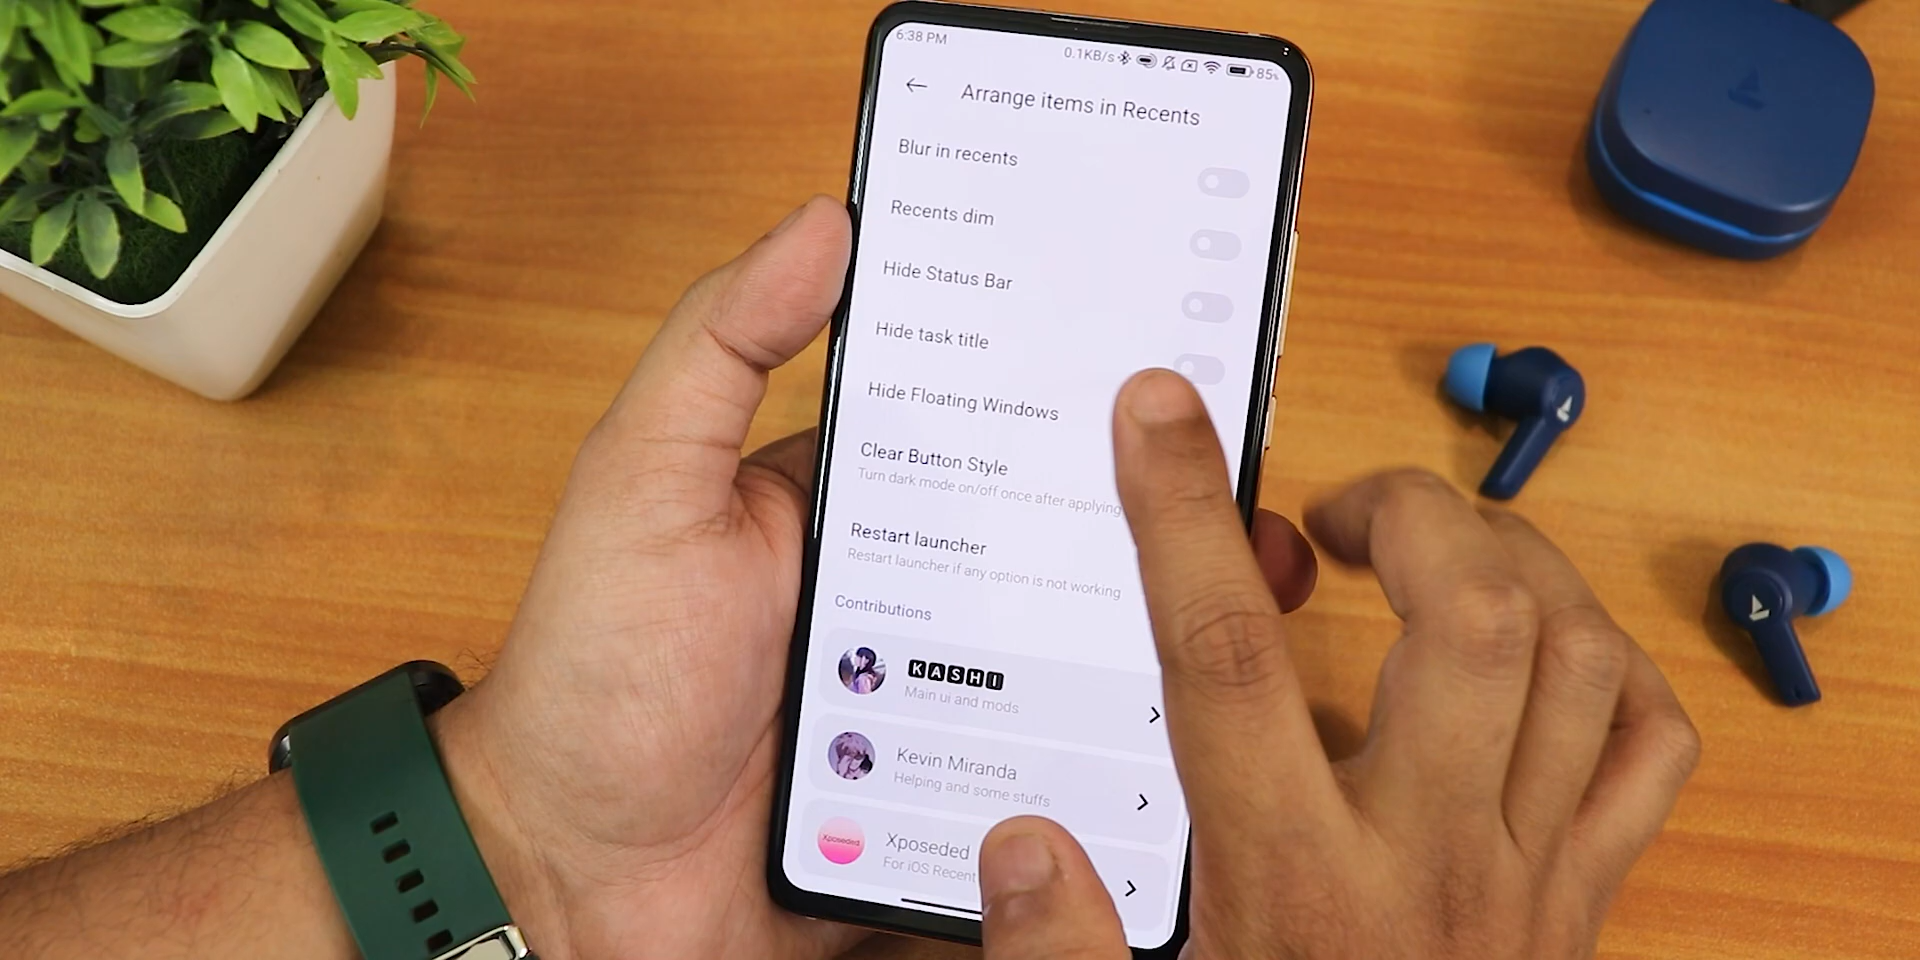 6:38 PM
0.1KB/s 85%
Arrange items in Recents
Blur in recents
Recents dim
Hide Status Bar
Hide task title
Hide Floating Windows
Clear Button Style
Turn dark mode on/off once after applying
Restart launcher
Restart launcher if any option is not working
Contributions
KASHI
Main ui and mods
Kevin Miranda
Helping and some stuffs
Xposeded
Xposeded
For iOS Recent